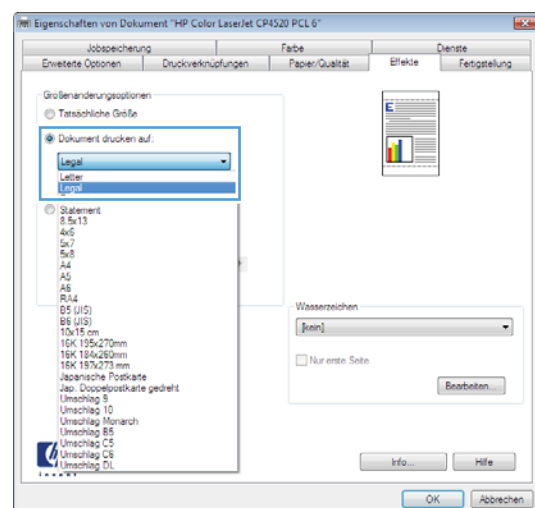 Eigenschaften von Dokument "HP Color LaserJet CP4520 PCL 6"
Jobspeicherung
Farbe
Dienste
Erweiterte Optionen
Druckverknüpfungen
Papier/Qualität
Effekte
Fertigstellung
Größenänderungsoptionen
Tatsächliche Größe
Dokument drucken auf:
Legal
Letter
Legal
Statement
8.5x13
4x6
5x7
5x8
A4
A5
A6
RA4
B5 (JIS)
B6 (JIS)
10x15 cm
16K 195x270mm
16K 184x260mm
16K 197x273 mm
Japanische Postkarte
Jap. Doppelpostkarte gedreht
Umschlag 9
Umschlag 10
Umschlag Monarch
Umschlag B5
Umschlag C5
Umschlag C6
Umschlag DL
E
Wasserzeichen
[kein]
Nur erste Seite
Bearbeiten...
Info...
Hilfe
OK
Abbrechen